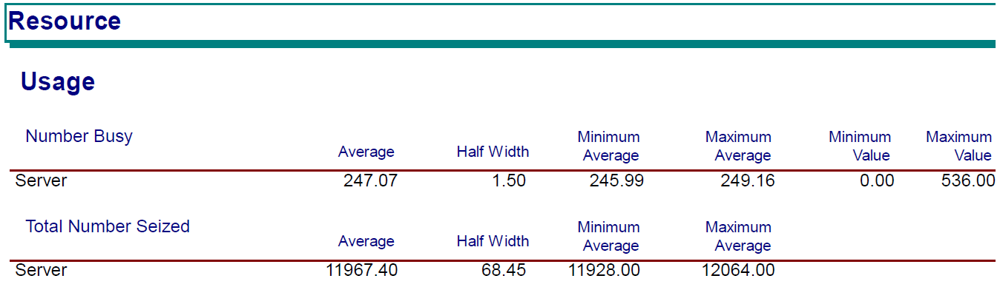 Resource
Usage
Number Busy Average Half Width Minimum Average Maximum Average Minimum Value Maximum Value
Server 247.07 1.50 245.99 249.16 0.00 536.00
Total Number Seized Average Half Width Minimum Average Maximum Average
Server 11967.40 68.45 11928.00 12064.00